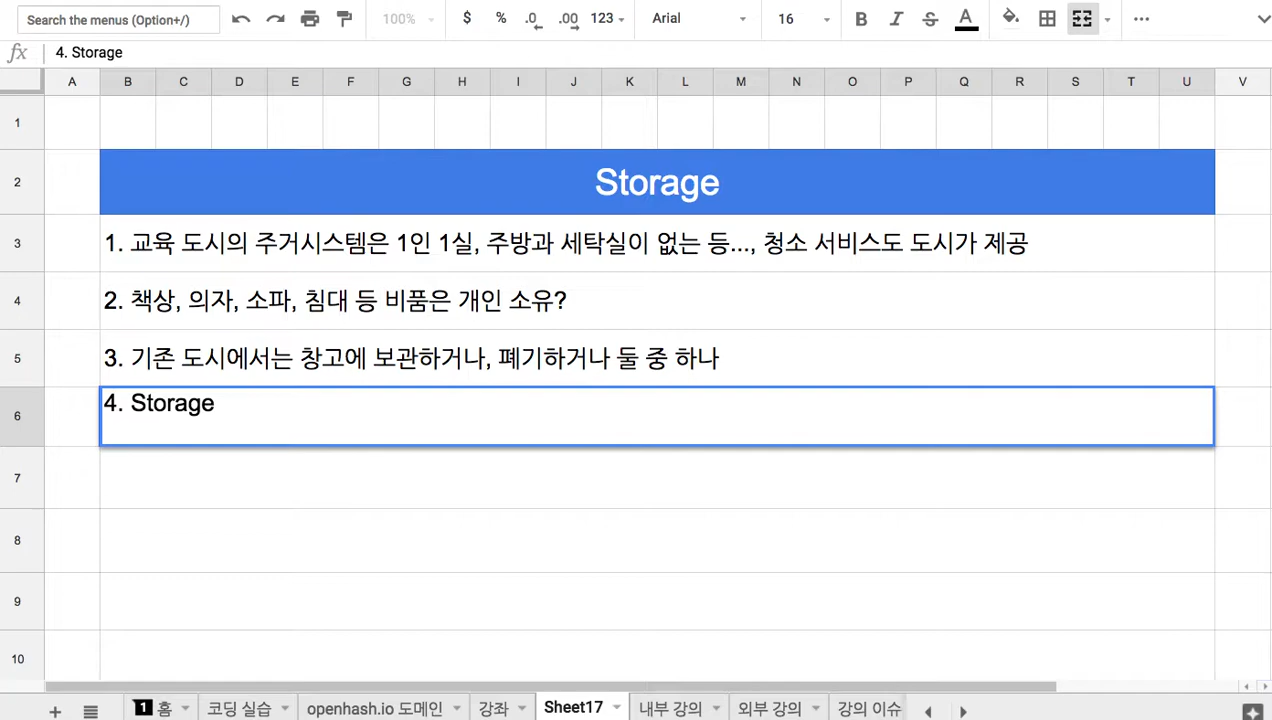 Search the menus (Option+/)
100%
$ % .0 .00 123
Arial
16
B I S A
fx 4. Storage
A B C D E F G H I J K L M N O P Q R S T U V
1
2 Storage
3 1. 교육 도시의 주거시스템은 1인 1실, 주방과 세탁실이 없는 등..., 청소 서비스도 도시가 제공
4 2. 책상, 의자, 소파, 침대 등 비품은 개인 소유?
5 3. 기존 도시에서는 창고에 보관하거나, 폐기하거나 둘 중 하나
6 4. Storage
7
8
9
10
1 홈 코딩 실습 openhash.io 도메인 강좌 Sheet17 내부 강의 외부 강의 강의 이슈